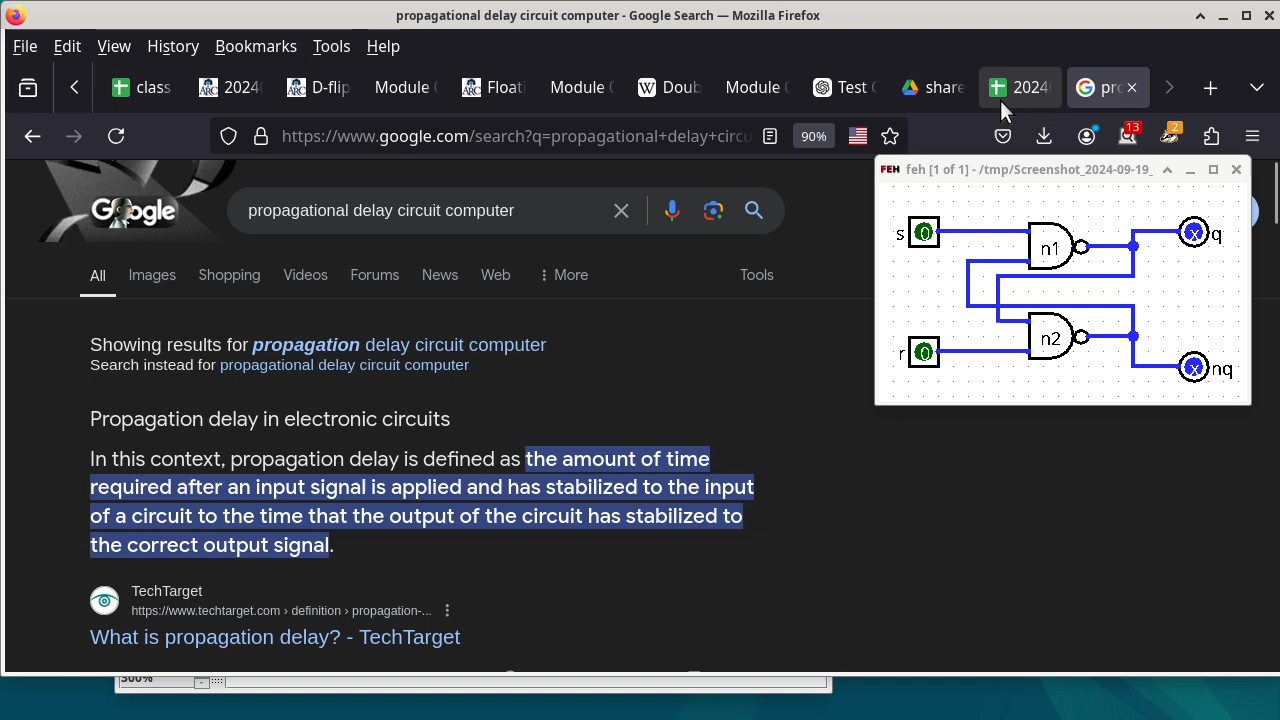 propagational delay circuit computer - Google Search — Mozilla Firefox
File Edit View History Bookmarks Tools Help
class 2024 D-flip Module Floati Module Doub Module Test share 2024 pro
https://www.google.com/search?q=propagational+delay+circu 90% 13 2
feh [1 of 1] - /tmp/Screenshot_2024-09-19_
Google propagational delay circuit computer
s 0 n1 x q
r 0 n2 x nq
All Images Shopping Videos Forums News Web More Tools
Showing results for propagation delay circuit computer
Search instead for propagational delay circuit computer
Propagation delay in electronic circuits
In this context, propagation delay is defined as the amount of time
required after an input signal is applied and has stabilized to the input
of a circuit to the time that the output of the circuit has stabilized to
the correct output signal.
TechTarget
https://www.techtarget.com › definition › propagation-...
What is propagation delay? - TechTarget
300%